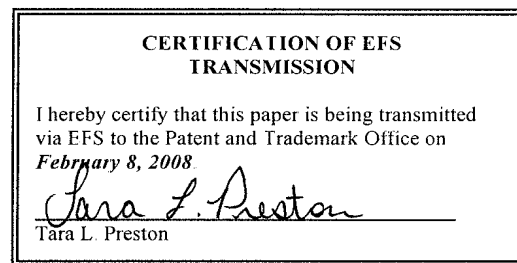 CERTIFICATION OF EFS
TRANSMISSION
I hereby certify that this paper is being transmitted
via EFS to the Patent and Trademark Office on
February 8, 2008.
Tara L. Preston
Tara L. Preston